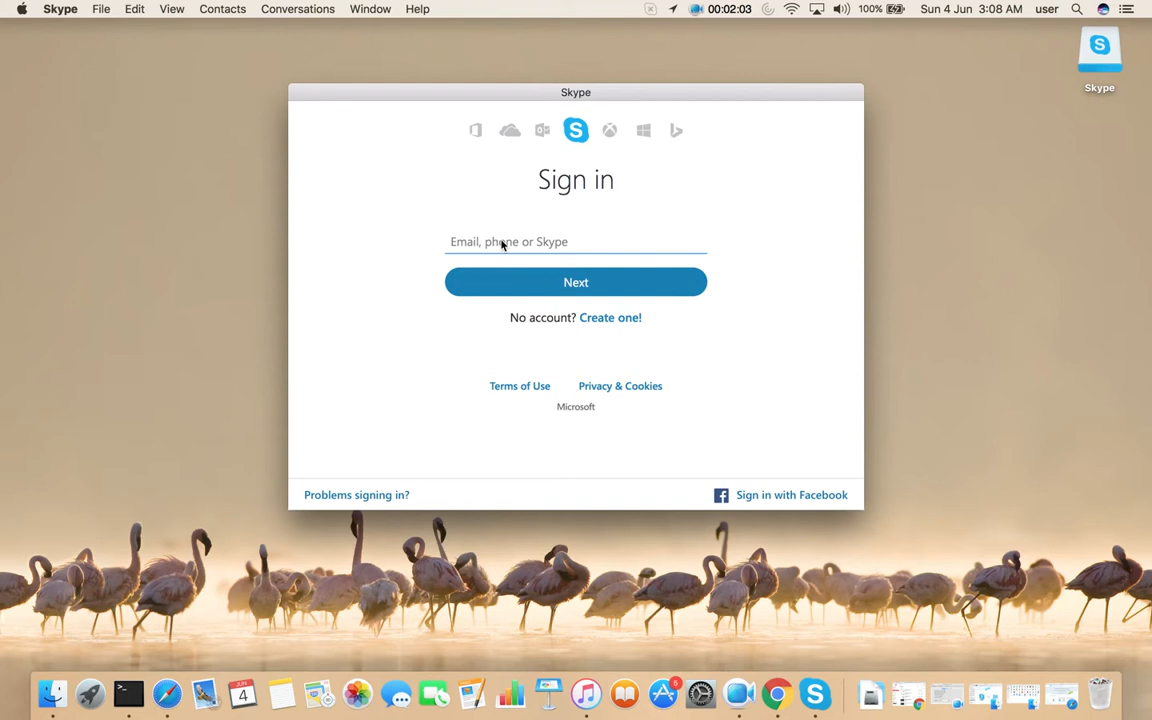 Skype File Edit View Contacts Conversations Window Help 00:02:03 100% Sun 4 Jun 3:08 AM user
Skype
Skype
Sign in
Email, phone or Skype
Next
No account? Create one!
Terms of Use Privacy & Cookies
Microsoft
Problems signing in? Sign in with Facebook
JUN
4
5